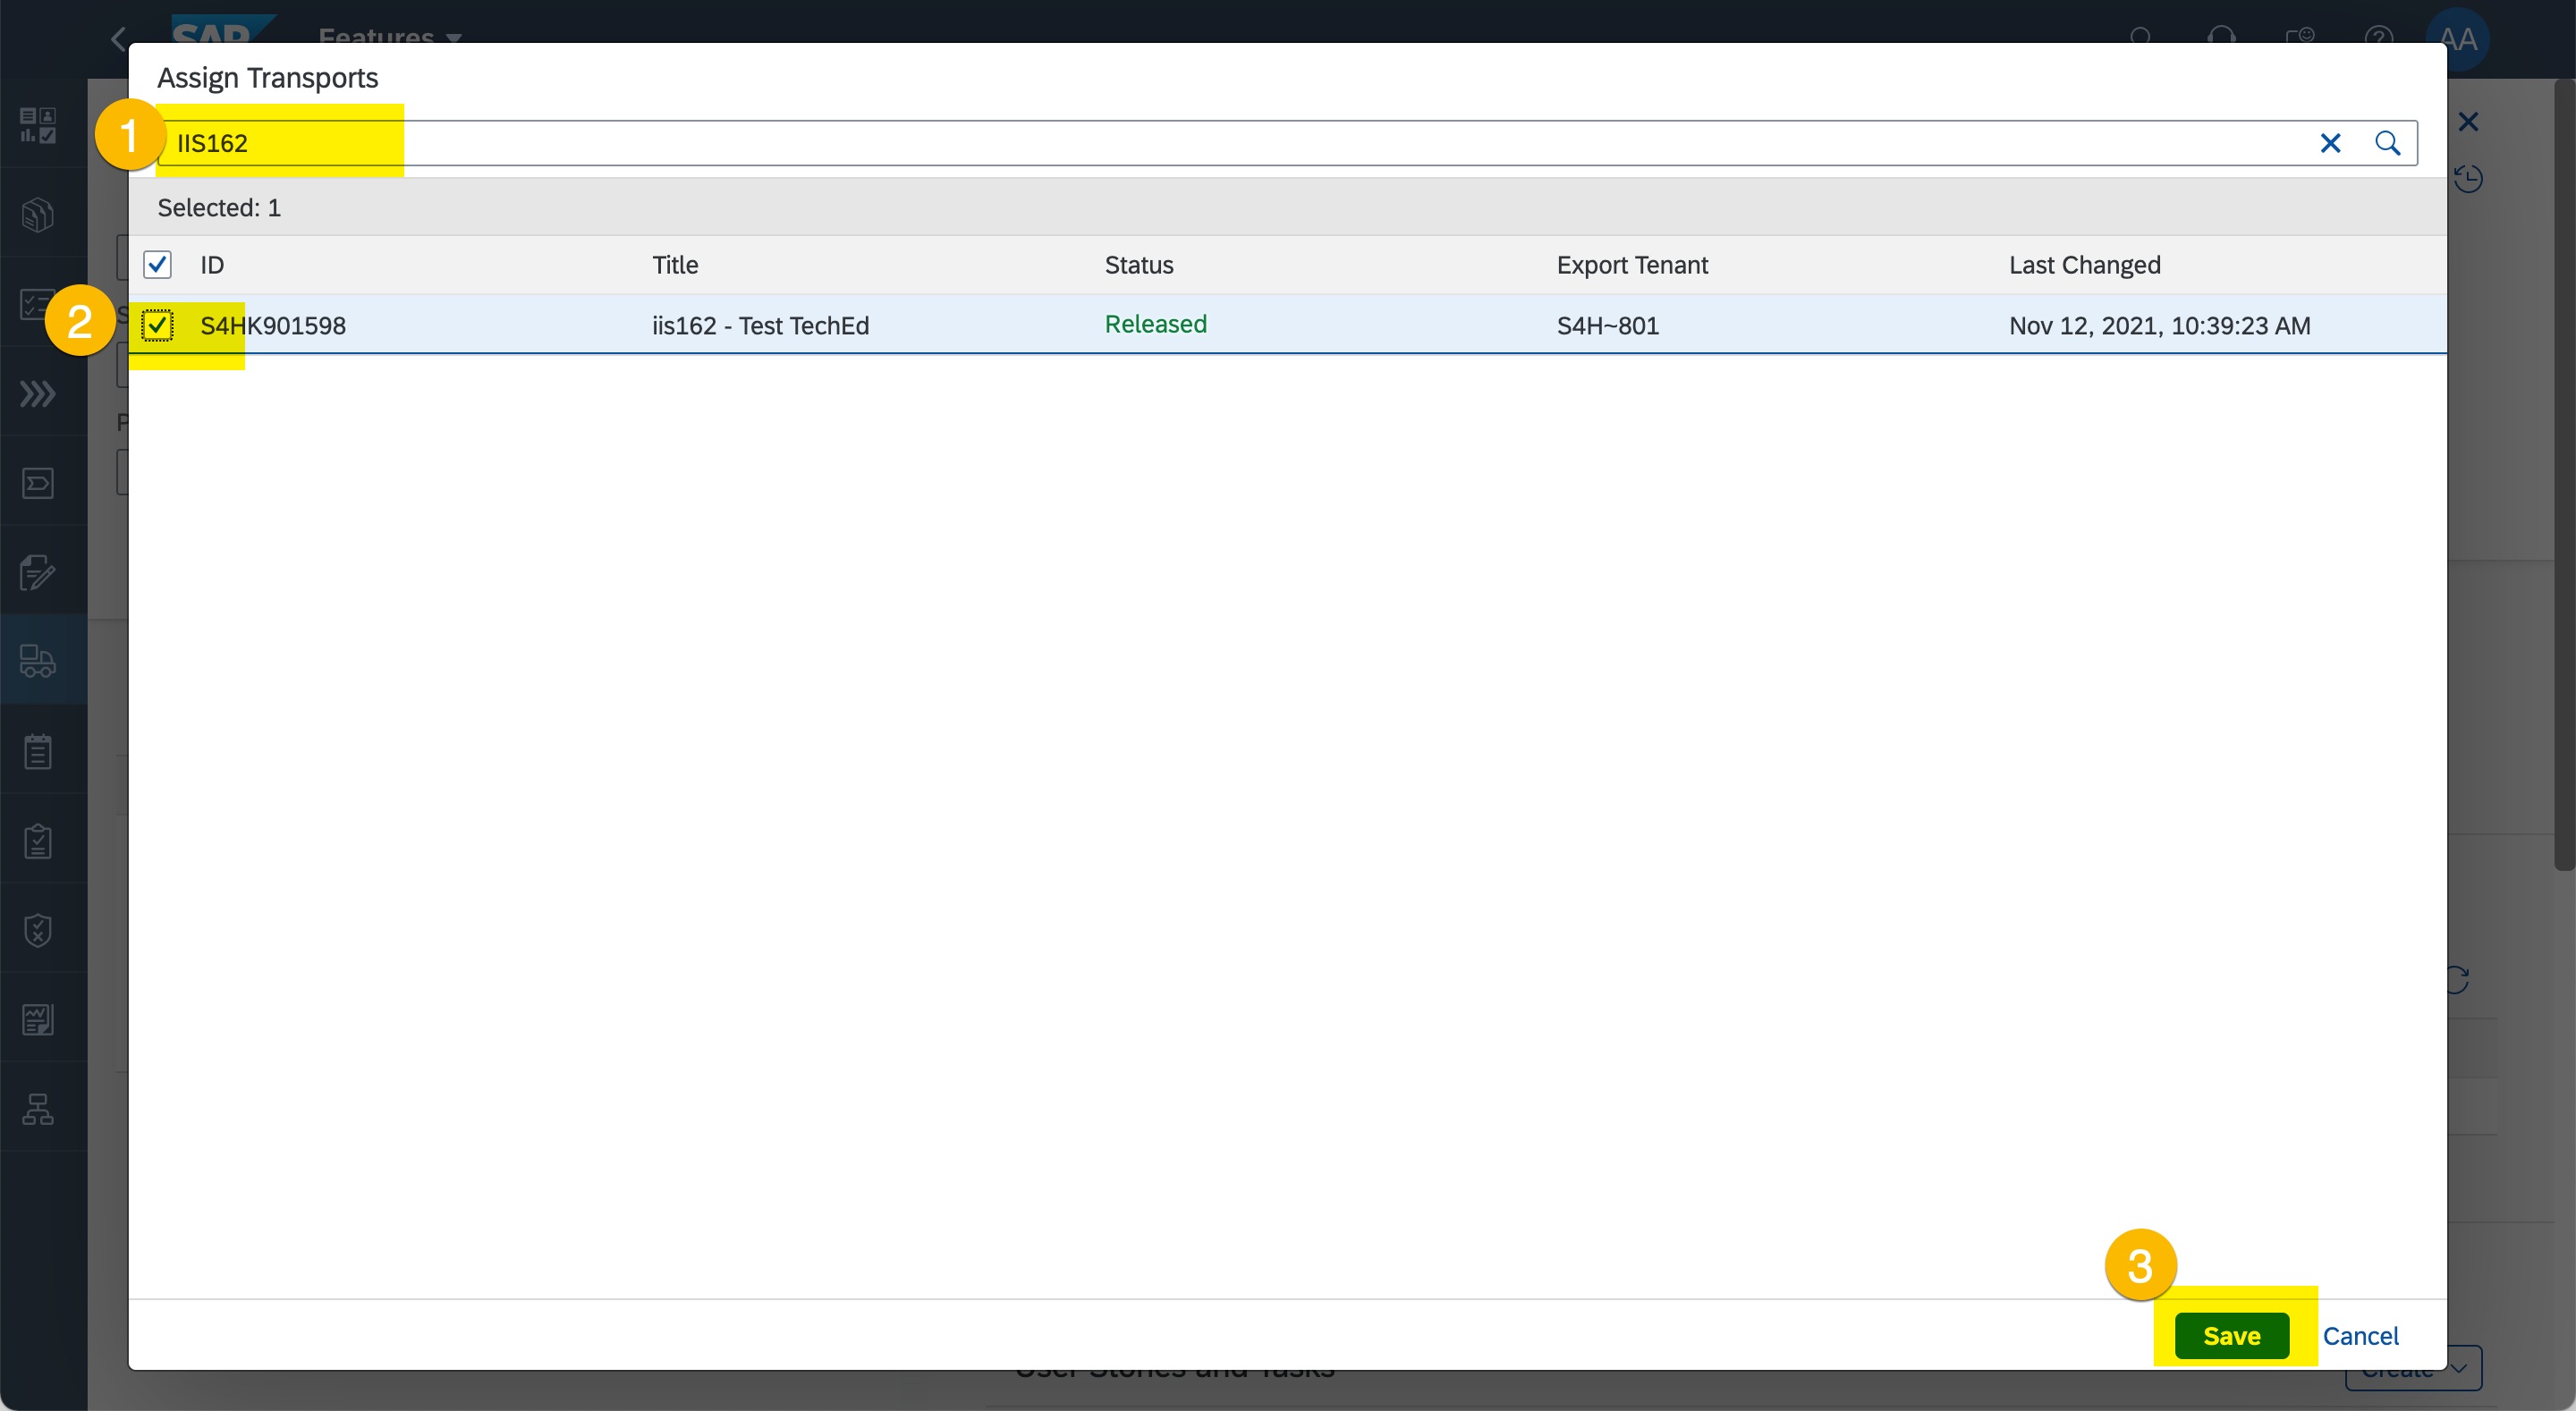 SAP Features AA
Assign Transports
1
IIS162
Selected: 1
ID Title Status Export Tenant Last Changed
2
S4HK901598 iis162 - Test TechEd Released S4H~801 Nov 12, 2021, 10:39:23 AM
3
Save Cancel
User Stories and Tasks Create